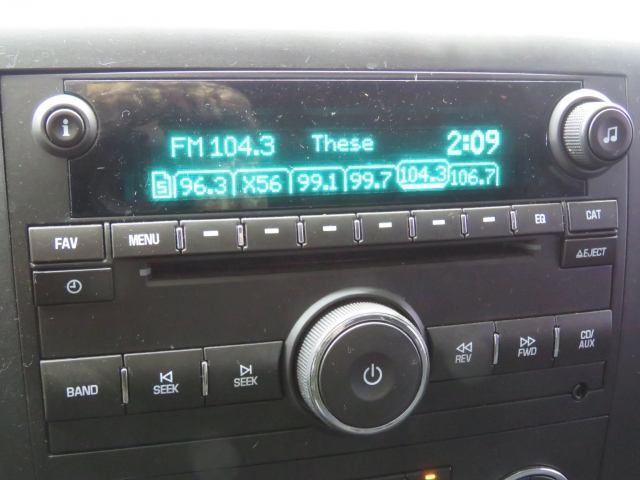 FM 104.3 These 2:09
5 96.3 X56 99.1 99.7 104.3 106.7
i
FAV MENU EQ CAT
EJECT
BAND SEEK SEEK REV FWD CD/
AUX